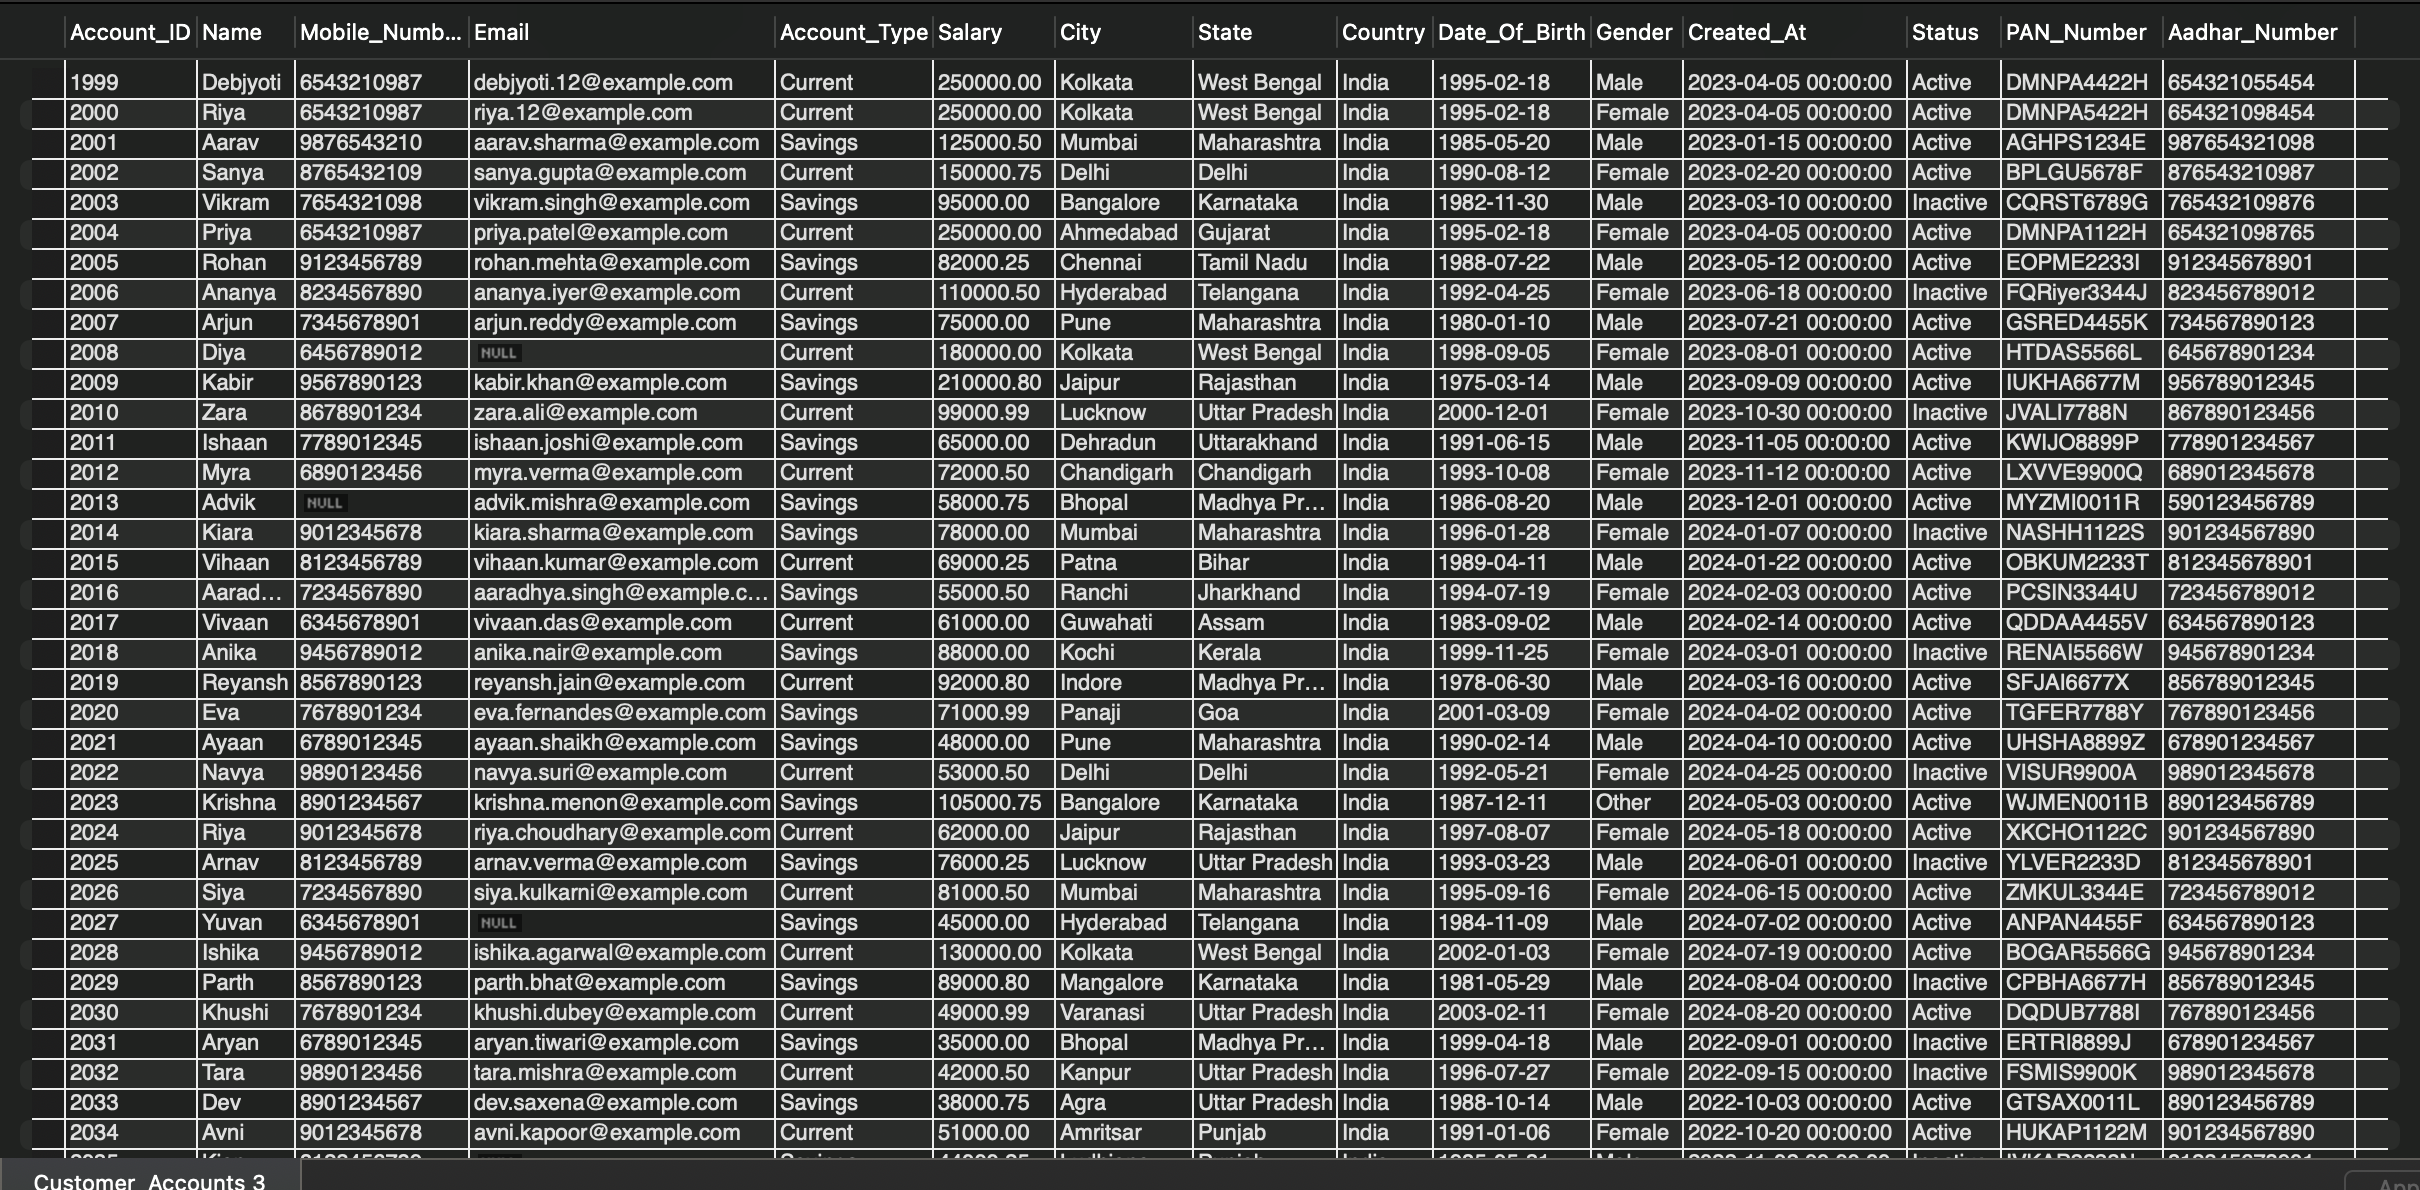 Account_ID Name Mobile_Numb... Email Account_Type Salary City State Country Date_Of_Birth Gender Created_At Status PAN_Number Aadhar_Number
1999 Debjyoti 6543210987 debjyoti.12@example.com Current 250000.00 Kolkata West Bengal India 1995-02-18 Male 2023-04-05 00:00:00 Active DMNPA4422H 654321055454
2000 Riya 6543210987 riya.12@example.com Current 250000.00 Kolkata West Bengal India 1995-02-18 Female 2023-04-05 00:00:00 Active DMNPA5422H 654321098454
2001 Aarav 9876543210 aarav.sharma@example.com Savings 125000.50 Mumbai Maharashtra India 1985-05-20 Male 2023-01-15 00:00:00 Active AGHPS1234E 987654321098
2002 Sanya 8765432109 sanya.gupta@example.com Current 150000.75 Delhi Delhi India 1990-08-12 Female 2023-02-20 00:00:00 Active BPLGU5678F 876543210987
2003 Vikram 7654321098 vikram.singh@example.com Savings 95000.00 Bangalore Karnataka India 1982-11-30 Male 2023-03-10 00:00:00 Inactive CQRST6789G 765432109876
2004 Priya 6543210987 priya.patel@example.com Current 250000.00 Ahmedabad Gujarat India 1995-02-18 Female 2023-04-05 00:00:00 Active DMNPA1122H 654321098765
2005 Rohan 9123456789 rohan.mehta@example.com Savings 82000.25 Chennai Tamil Nadu India 1988-07-22 Male 2023-05-12 00:00:00 Active EOPME2233I 912345678901
2006 Ananya 8234567890 ananya.iyer@example.com Current 110000.50 Hyderabad Telangana India 1992-04-25 Female 2023-06-18 00:00:00 Inactive FQRiyer3344J 823456789012
2007 Arjun 7345678901 arjun.reddy@example.com Savings 75000.00 Pune Maharashtra India 1980-01-10 Male 2023-07-21 00:00:00 Active GSRED4455K 734567890123
2008 Diya 6456789012 NULL Current 180000.00 Kolkata West Bengal India 1998-09-05 Female 2023-08-01 00:00:00 Active HTDAS5566L 645678901234
2009 Kabir 9567890123 kabir.khan@example.com Savings 210000.80 Jaipur Rajasthan India 1975-03-14 Male 2023-09-09 00:00:00 Active IUKHA6677M 956789012345
2010 Zara 8678901234 zara.ali@example.com Current 99000.99 Lucknow Uttar Pradesh India 2000-12-01 Female 2023-10-30 00:00:00 Inactive JVALI7788N 867890123456
2011 Ishaan 7789012345 ishaan.joshi@example.com Savings 65000.00 Dehradun Uttarakhand India 1991-06-15 Male 2023-11-05 00:00:00 Active KWIJO8899P 778901234567
2012 Myra 6890123456 myra.verma@example.com Current 72000.50 Chandigarh Chandigarh India 1993-10-08 Female 2023-11-12 00:00:00 Active LXVVE9900Q 689012345678
2013 Advik NULL advik.mishra@example.com Savings 58000.75 Bhopal Madhya Pr... India 1986-08-20 Male 2023-12-01 00:00:00 Active MYZMI0011R 590123456789
2014 Kiara 9012345678 kiara.sharma@example.com Savings 78000.00 Mumbai Maharashtra India 1996-01-28 Female 2024-01-07 00:00:00 Inactive NASHH1122S 901234567890
2015 Vihaan 8123456789 vihaan.kumar@example.com Current 69000.25 Patna Bihar India 1989-04-11 Male 2024-01-22 00:00:00 Active OBKUM2233T 812345678901
2016 Aarad... 7234567890 aaradhya.singh@example.c... Savings 55000.50 Ranchi Jharkhand India 1994-07-19 Female 2024-02-03 00:00:00 Active PCSIN3344U 723456789012
2017 Vivaan 6345678901 vivaan.das@example.com Current 61000.00 Guwahati Assam India 1983-09-02 Male 2024-02-14 00:00:00 Active QDDAA4455V 634567890123
2018 Anika 9456789012 anika.nair@example.com Savings 88000.00 Kochi Kerala India 1999-11-25 Female 2024-03-01 00:00:00 Inactive RENAI5566W 945678901234
2019 Reyansh 8567890123 reyansh.jain@example.com Current 92000.80 Indore Madhya Pr... India 1978-06-30 Male 2024-03-16 00:00:00 Active SFJAI6677X 856789012345
2020 Eva 7678901234 eva.fernandes@example.com Savings 71000.99 Panaji Goa India 2001-03-09 Female 2024-04-02 00:00:00 Active TGFER7788Y 767890123456
2021 Ayaan 6789012345 ayaan.shaikh@example.com Savings 48000.00 Pune Maharashtra India 1990-02-14 Male 2024-04-10 00:00:00 Active UHSHA8899Z 678901234567
2022 Navya 9890123456 navya.suri@example.com Current 53000.50 Delhi Delhi India 1992-05-21 Female 2024-04-25 00:00:00 Inactive VISUR9900A 989012345678
2023 Krishna 8901234567 krishna.menon@example.com Savings 105000.75 Bangalore Karnataka India 1987-12-11 Other 2024-05-03 00:00:00 Active WJMEN0011B 890123456789
2024 Riya 9012345678 riya.choudhary@example.com Current 62000.00 Jaipur Rajasthan India 1997-08-07 Female 2024-05-18 00:00:00 Active XKCHO1122C 901234567890
2025 Arnav 8123456789 arnav.verma@example.com Savings 76000.25 Lucknow Uttar Pradesh India 1993-03-23 Male 2024-06-01 00:00:00 Inactive YLVER2233D 812345678901
2026 Siya 7234567890 siya.kulkarni@example.com Current 81000.50 Mumbai Maharashtra India 1995-09-16 Female 2024-06-15 00:00:00 Active ZMKUL3344E 723456789012
2027 Yuvan 6345678901 NULL Savings 45000.00 Hyderabad Telangana India 1984-11-09 Male 2024-07-02 00:00:00 Active ANPAN4455F 634567890123
2028 Ishika 9456789012 ishika.agarwal@example.com Current 130000.00 Kolkata West Bengal India 2002-01-03 Female 2024-07-19 00:00:00 Active BOGAR5566G 945678901234
2029 Parth 8567890123 parth.bhat@example.com Savings 89000.80 Mangalore Karnataka India 1981-05-29 Male 2024-08-04 00:00:00 Inactive CPBHA6677H 856789012345
2030 Khushi 7678901234 khushi.dubey@example.com Current 49000.99 Varanasi Uttar Pradesh India 2003-02-11 Female 2024-08-20 00:00:00 Active DQDUB7788I 767890123456
2031 Aryan 6789012345 aryan.tiwari@example.com Savings 35000.00 Bhopal Madhya Pr... India 1999-04-18 Male 2022-09-01 00:00:00 Inactive ERTRI8899J 678901234567
2032 Tara 9890123456 tara.mishra@example.com Current 42000.50 Kanpur Uttar Pradesh India 1996-07-27 Female 2022-09-15 00:00:00 Inactive FSMIS9900K 989012345678
2033 Dev 8901234567 dev.saxena@example.com Savings 38000.75 Agra Uttar Pradesh India 1988-10-14 Male 2022-10-03 00:00:00 Active GTSAX0011L 890123456789
2034 Avni 9012345678 avni.kapoor@example.com Current 51000.00 Amritsar Punjab India 1991-01-06 Female 2022-10-20 00:00:00 Active HUKAP1122M 901234567890
Customer_Accounts 3